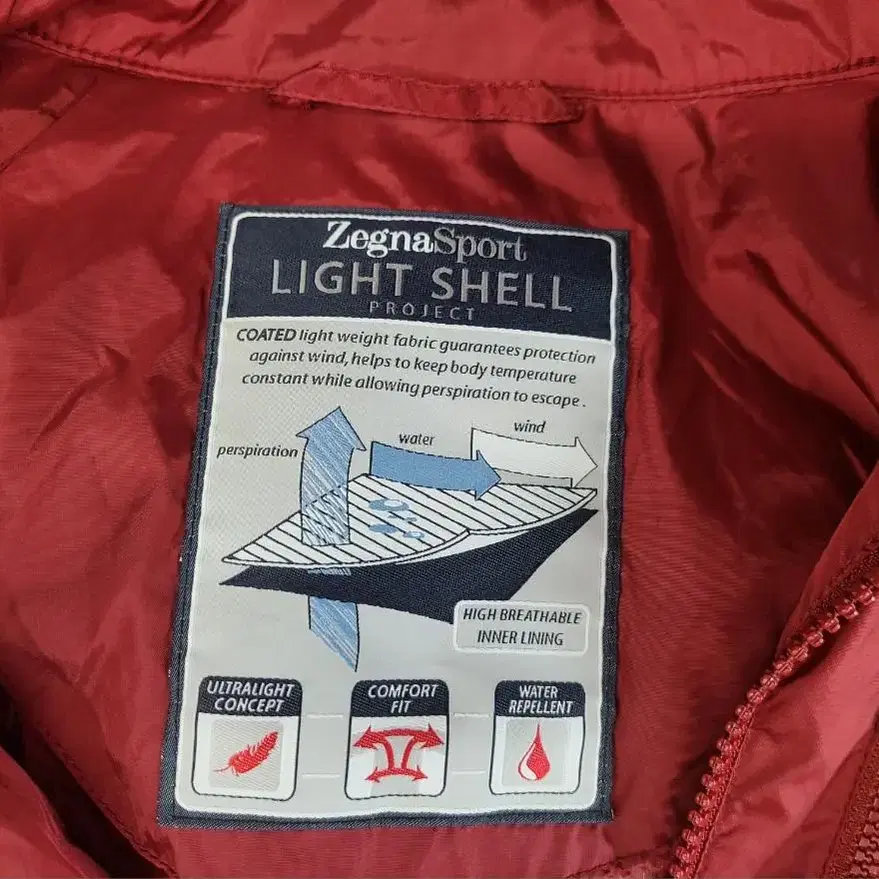 ZegnaSport
LIGHT SHELL
PROJECT
COATED light weight fabric guarantees protection
against wind, helps to keep body temperature
constant while allowing perspiration to escape.
perspiration
water
wind
HIGH BREATHABLE
INNER LINING
ULTRALIGHT
CONCEPT
COMFORT
FIT
WATER
REPELLENT